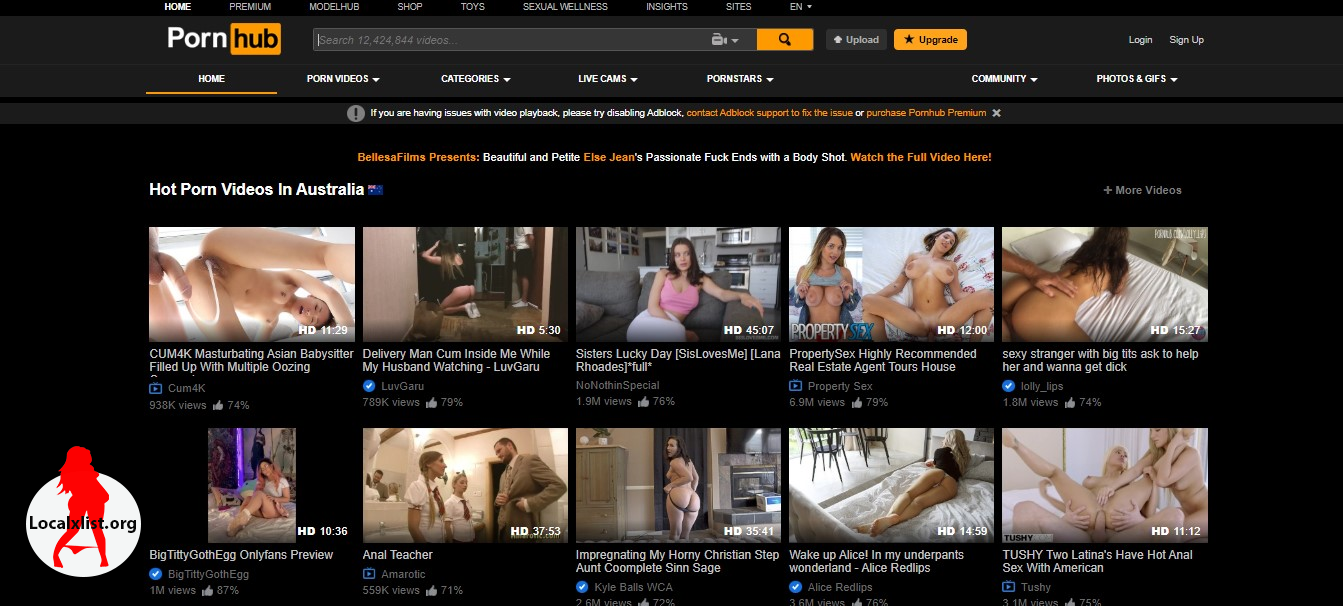 HOME PREMIUM MODELHUB SHOP TOYS SEXUAL WELLNESS INSIGHTS SITES EN
Porn hub
Search 12,424,844 videos...
Upload
Upgrade
Login Sign Up
HOME PORN VIDEOS CATEGORIES LIVE CAMS PORNSTARS COMMUNITY PHOTOS & GIFS
If you are having issues with video playback, please try disabling Adblock, contact Adblock support to fix the issue or purchase Pornhub Premium
BellesaFilms Presents: Beautiful and Petite Else Jean's Passionate Fuck Ends with a Body Shot. Watch the Full Video Here!
Hot Porn Videos In Australia
+ More Videos
HD 11:29
CUM4K Masturbating Asian Babysitter
Filled Up With Multiple Oozing
Cum4K
938K views 74%
HD 5:30
Delivery Man Cum Inside Me While
My Husband Watching - LuvGaru
LuvGaru
789K views 79%
HD 45:07
Sisters Lucky Day [SisLovesMe] [Lana
Rhoades]*full*
NoNothinSpecial
1.9M views 76%
PROPERTYSEX
HD 12:00
PropertySex Highly Recommended
Real Estate Agent Tours House
Property Sex
6.9M views 79%
HD 15:27
sexy stranger with big tits ask to help
her and wanna get dick
lolly_lips
1.8M views 74%
HD 10:36
BigTittyGothEgg Onlyfans Preview
BigTittyGothEgg
1M views 87%
HD 37:53
Anal Teacher
Amarotic
559K views 71%
HD 35:41
Impregnating My Horny Christian Step
Aunt Coomplete Sinn Sage
Kyle Balls WCA
2.6M views 72%
HD 14:59
Wake up Alice! In my underpants
wonderland - Alice Redlips
Alice Redlips
3.6M views 76%
TUSHY
HD 11:12
TUSHY Two Latina's Have Hot Anal
Sex With American
Tushy
3.1M views 75%
Localxlist.org